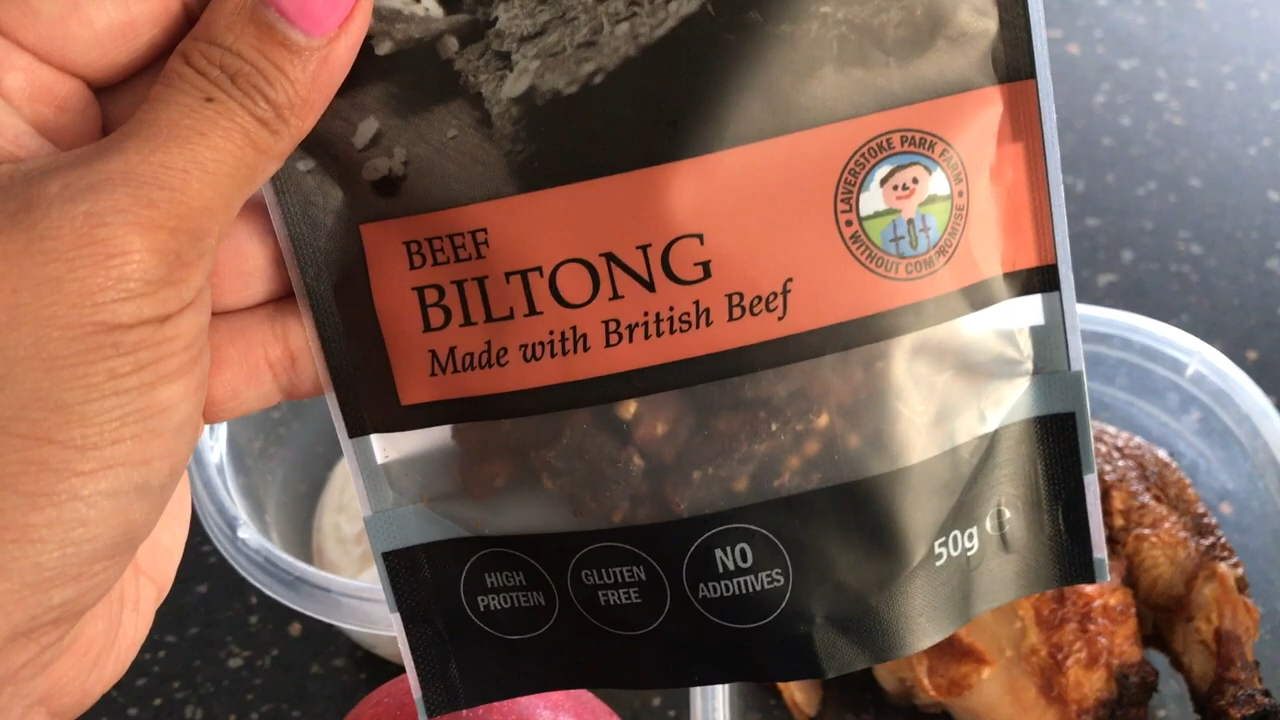 BEEF
BILTONG
Made with British Beef
LAVERSTOKE PARK FARM
WITHOUT COMPROMISE
HIGH
PROTEIN
GLUTEN
FREE
NO
ADDITIVES
50g ℮